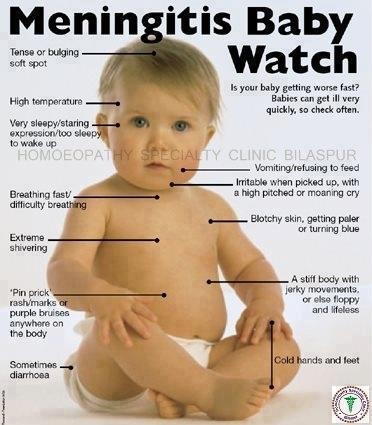 Meningitis Baby
Watch
Tense or bulging
soft spot
Is your baby getting worse fast?
Babies can get ill very
quickly, so check often.
High temperature
Very sleepy/staring
expression/too sleepy
to wake up
HOMOEOPATHY SPECIALTY CLINIC BILASPUR
Vomiting/refusing to feed
Irritable when picked up, with
a high pitched or moaning cry
Breathing fast/
difficulty breathing
Blotchy skin, getting paler
or turning blue
Extreme
shivering
A stiff body with
jerky movements,
or else floppy
and lifeless
'Pin prick'
rash/marks or
purple bruises
anywhere on
the body
Sometimes
diarrhoea
Cold hands and feet